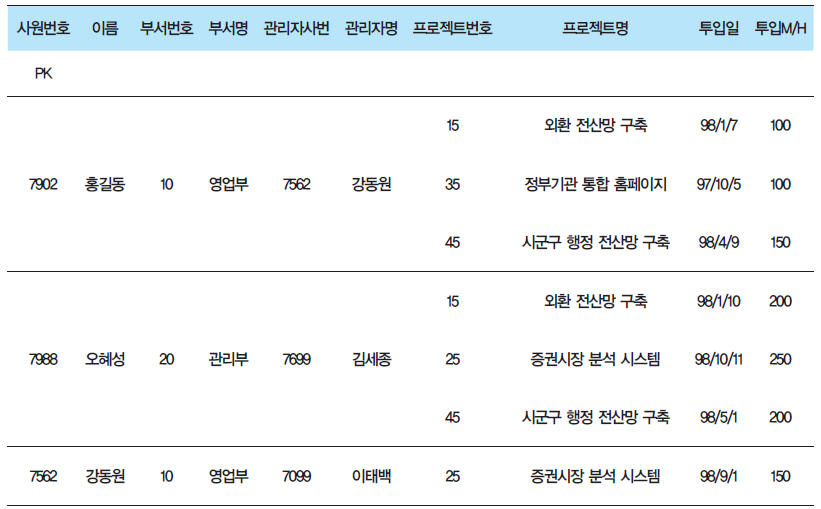 사원번호 이름 부서번호 부서명 관리자사번 관리자명 프로젝트번호 프로젝트명 투입일 투입M/H
PK
15 외환 전산망 구축 98/1/7 100
7902 홍길동 10 영업부 7562 강동원 35 정부기관 통합 홈페이지 97/10/5 100
45 시군구 행정 전산망 구축 98/4/9 150
15 외환 전산망 구축 98/1/10 200
7988 오혜성 20 관리부 7699 김세종 25 증권시장 분석 시스템 98/10/11 250
45 시군구 행정 전산망 구축 98/5/1 200
7562 강동원 10 영업부 7099 이태백 25 증권시장 분석 시스템 98/9/1 150